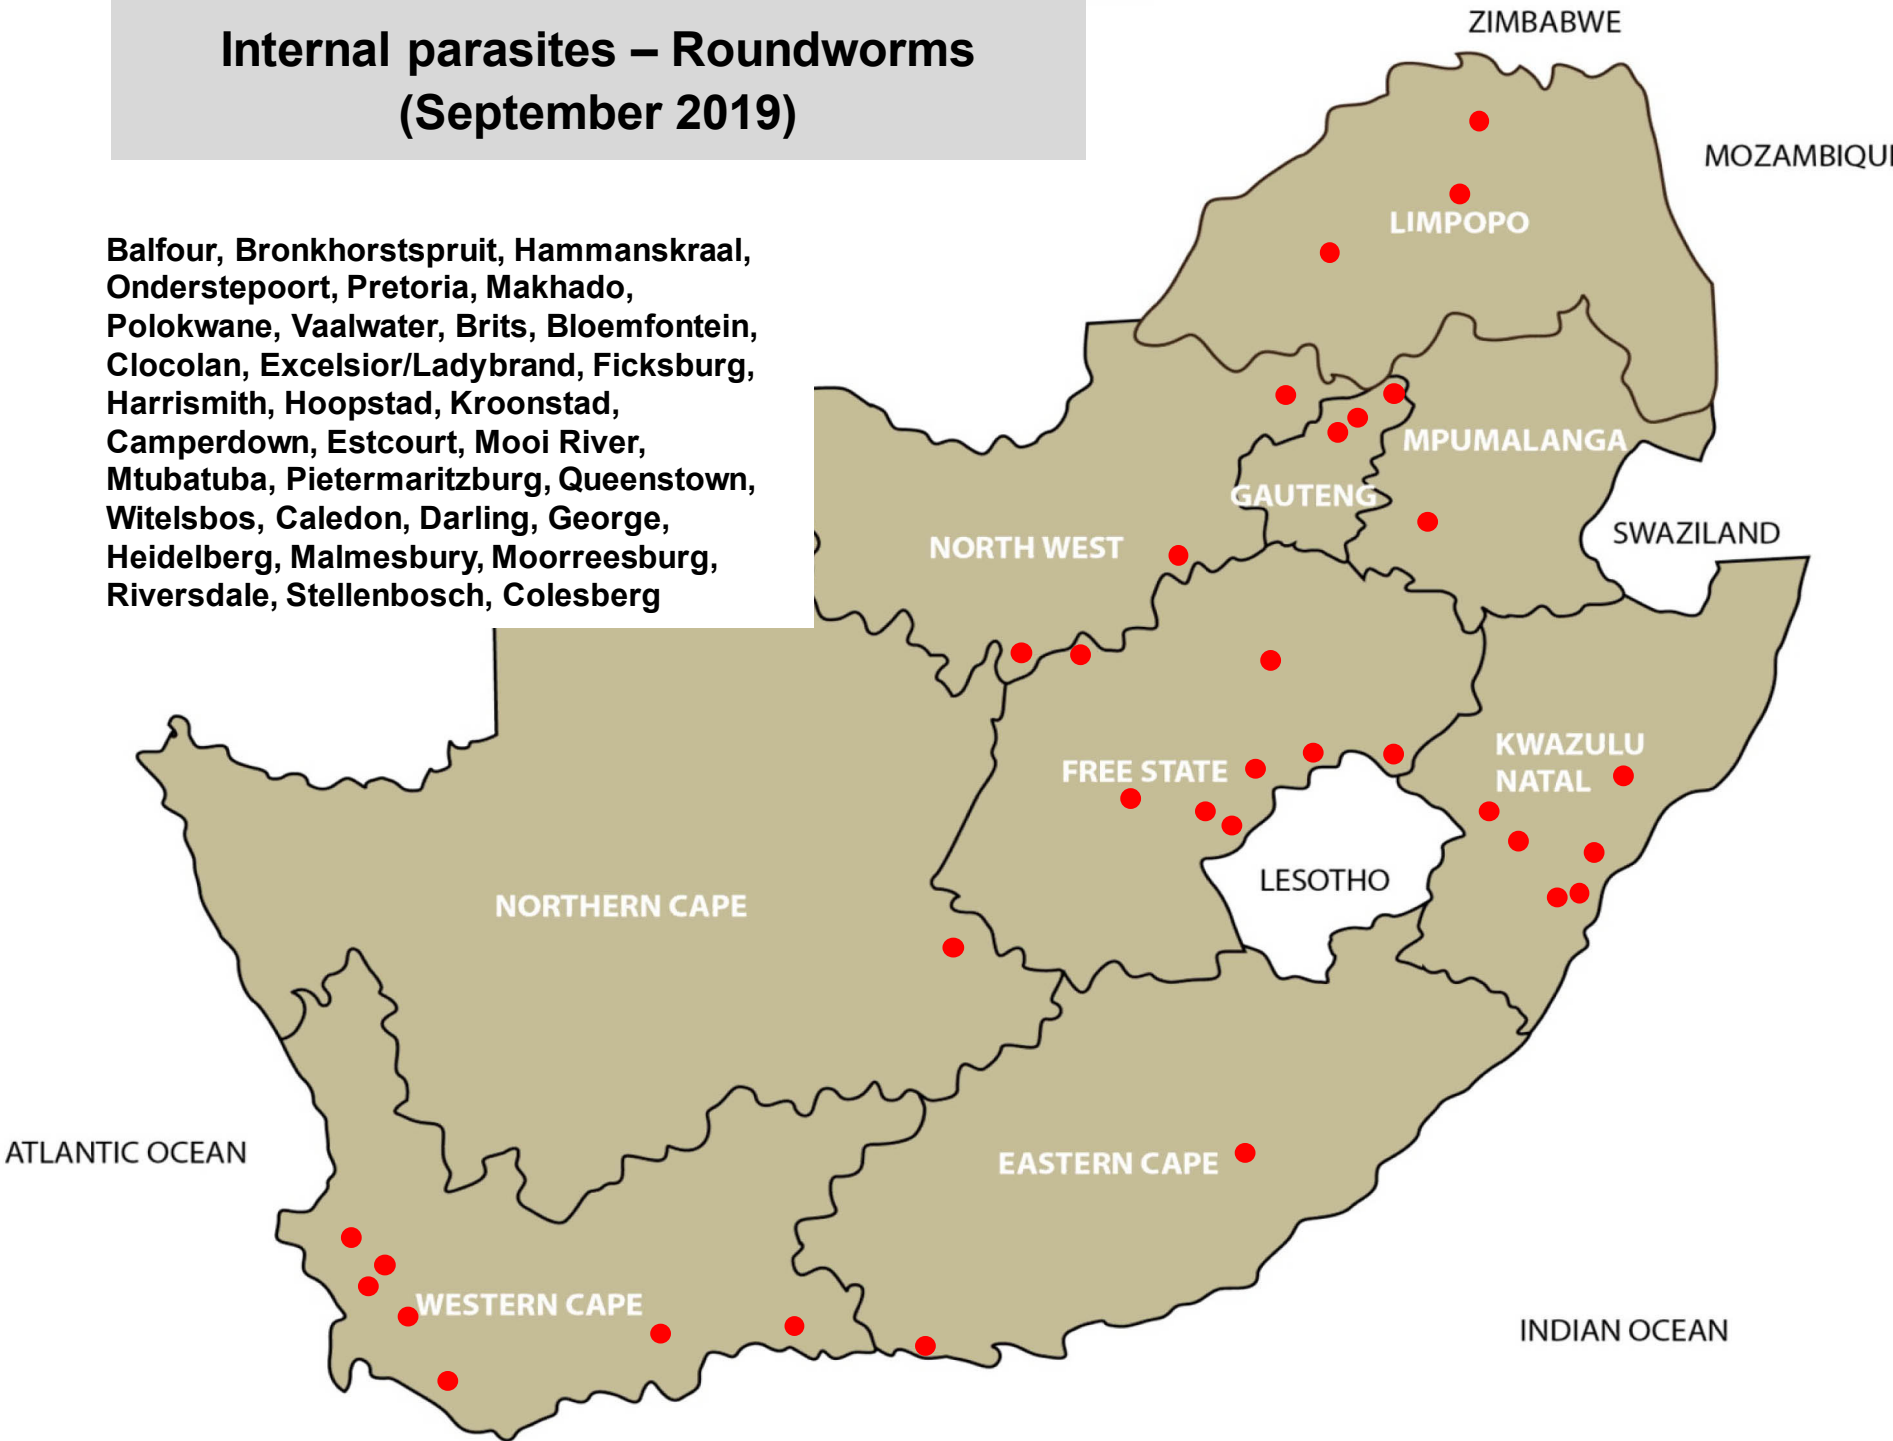 Internal parasites – Roundworms
(September 2019)
Balfour, Bronkhorstspruit, Hammanskraal,
Onderstepoort, Pretoria, Makhado,
Polokwane, Vaalwater, Brits, Bloemfontein,
Clocolan, Excelsior/Ladybrand, Ficksburg,
Harrismith, Hoopstad, Kroonstad,
Camperdown, Estcourt, Mooi River,
Mtubatuba, Pietermaritzburg, Queenstown,
Witelsbos, Caledon, Darling, George,
Heidelberg, Malmesbury, Moorreesburg,
Riversdale, Stellenbosch, Colesberg
ZIMBABWE
MOZAMBIQUE
LIMPOPO
MPUMALANGA
GAUTENG
SWAZILAND
NORTH WEST
KWAZULU
NATAL
FREE STATE
LESOTHO
NORTHERN CAPE
ATLANTIC OCEAN
EASTERN CAPE
WESTERN CAPE
INDIAN OCEAN